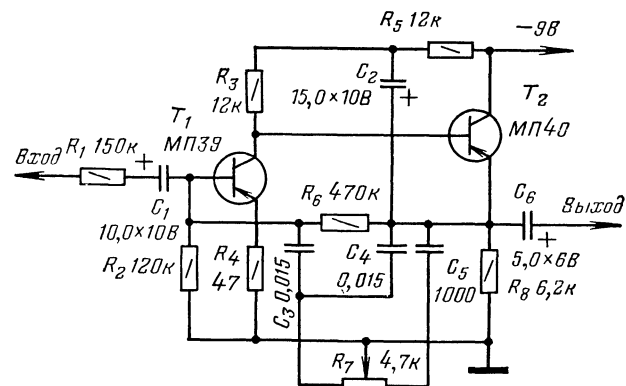 R5 12к
−9В
R3
12к
C2
15,0×10В
+
T2
МП40
T1
МП39
Вход
R1 150к
+
C1
10,0×10В
R6 470к
C6
Выход
+
5,0×6В
R2 120к
R4
47
C3 0,015
C4
0,015
C5
1000
R8 6,2к
R7
4,7к